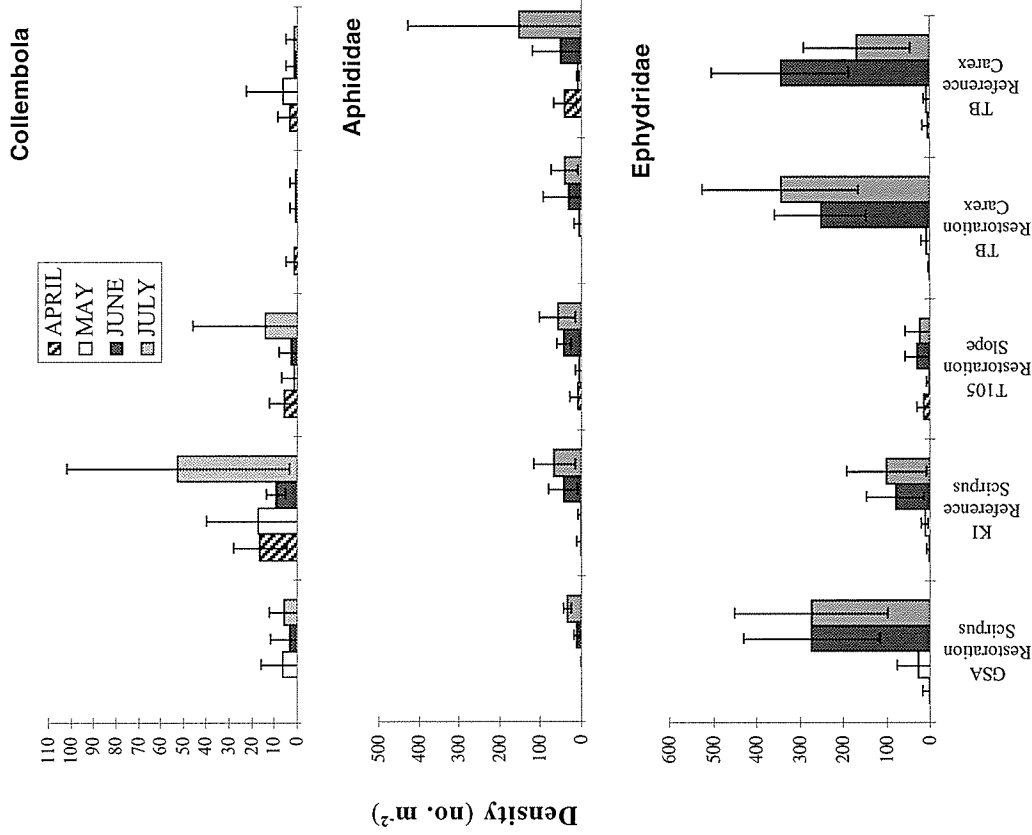 Collembola
APRIL
MAY
JUNE
JULY
110
100
90
80
70
60
50
40
30
20
10
0
Aphididae
500
400
300
200
100
0
Density (no. m-2)
Ephydridae
600
500
400
300
200
100
0
GSA
Restoration
Scirpus
KI
Reference
Scirpus
T105
Restoration
Slope
TB
Restoration
Carex
TB
Reference
Carex